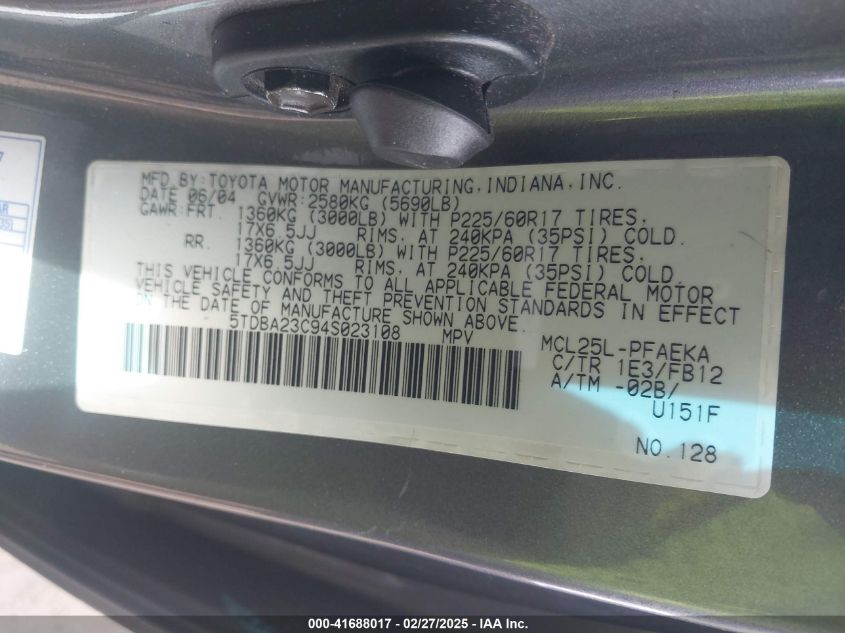 MFD.BY:TOYOTA MOTOR MANUFACTURING,INDIANA,INC.
DATE 06/04 GVWR:2580KG (5690LB)
GAWR:FRT. 1360KG (3000LB) WITH P225/60R17 TIRES.
17X6.5JJ RIMS. AT 240KPA (35PSI) COLD.
RR. 1360KG (3000LB) WITH P225/60R17 TIRES.
17X6.5JJ RIMS. AT 240KPA (35PSI) COLD
THIS VEHICLE CONFORMS TO ALL APPLICABLE FEDERAL MOTOR
VEHICLE SAFETY AND THEFT PREVENTION STANDARDS IN EFFECT
ON THE DATE OF MANUFACTURE SHOWN ABOVE.
5TDBA23C94S023108 MPV
MCL25L-PFAEKA
C/TR 1E3/FB12
A/TM -02B/
U151F
NO.128
000-41688017 - 02/27/2025 - IAA Inc.